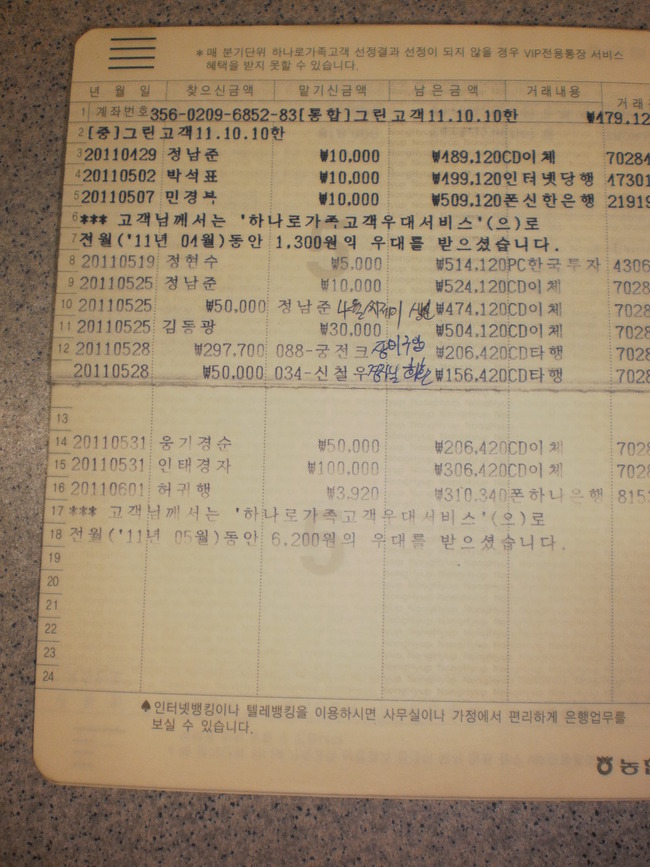 ＊매 분기단위 하나로가족고객 선정결과 선정이 되지 않을 경우 VIP전용통장 서비스
혜택을 받지 못할 수 있습니다.
년 월 일 찾으신금액 맡기신금액 남은금액 거래내용 거래
1 계좌번호 356-0209-6852-83[통합]그린고객11.10.10한 ₩479,12
2 [중]그린고객11.10.10한
3 20110429 정남준 ₩10,000 ₩489,120 CD이체 70284
4 20110502 박석표 ₩10,000 ₩499,120 인터넷당행 47301
5 20110507 민경복 ₩10,000 ₩509,120 폰신한은행 21919
6 *** 고객님께서는 '하나로가족고객우대서비스'(으)로
7 전월('11년 04월)동안 1,300원의 우대를 받으셨습니다.
8 20110519 정현수 ₩5,000 ₩514,120 PC한국투자 4306
9 20110525 정남준 ₩10,000 ₩524,120 CD이체 7028
10 20110525 ₩50,000 정남준 ₩474,120 CD이체 7028
11 20110525 김동광 ₩30,000 ₩504,120 CD이체 7028
12 20110528 ₩297,700 088-궁전크 ₩206,420 CD타행 7028
20110528 ₩50,000 034-신철우 ₩156,420 CD타행 7028
13
14 20110531 웅기경순 ₩50,000 ₩206,420 CD이체 7028
15 20110531 인태경자 ₩100,000 ₩306,420 CD이체 7028
16 20110601 허귀행 ₩3,920 ₩310,340 폰하나은행 8153
17 *** 고객님께서는 '하나로가족고객우대서비스'(으)로
18 전월('11년 05월)동안 6,200원의 우대를 받으셨습니다.
19
20
21
22
23
24
♠인터넷뱅킹이나 텔레뱅킹을 이용하시면 사무실이나 가정에서 편리하게 은행업무를
보실 수 있습니다.
농협